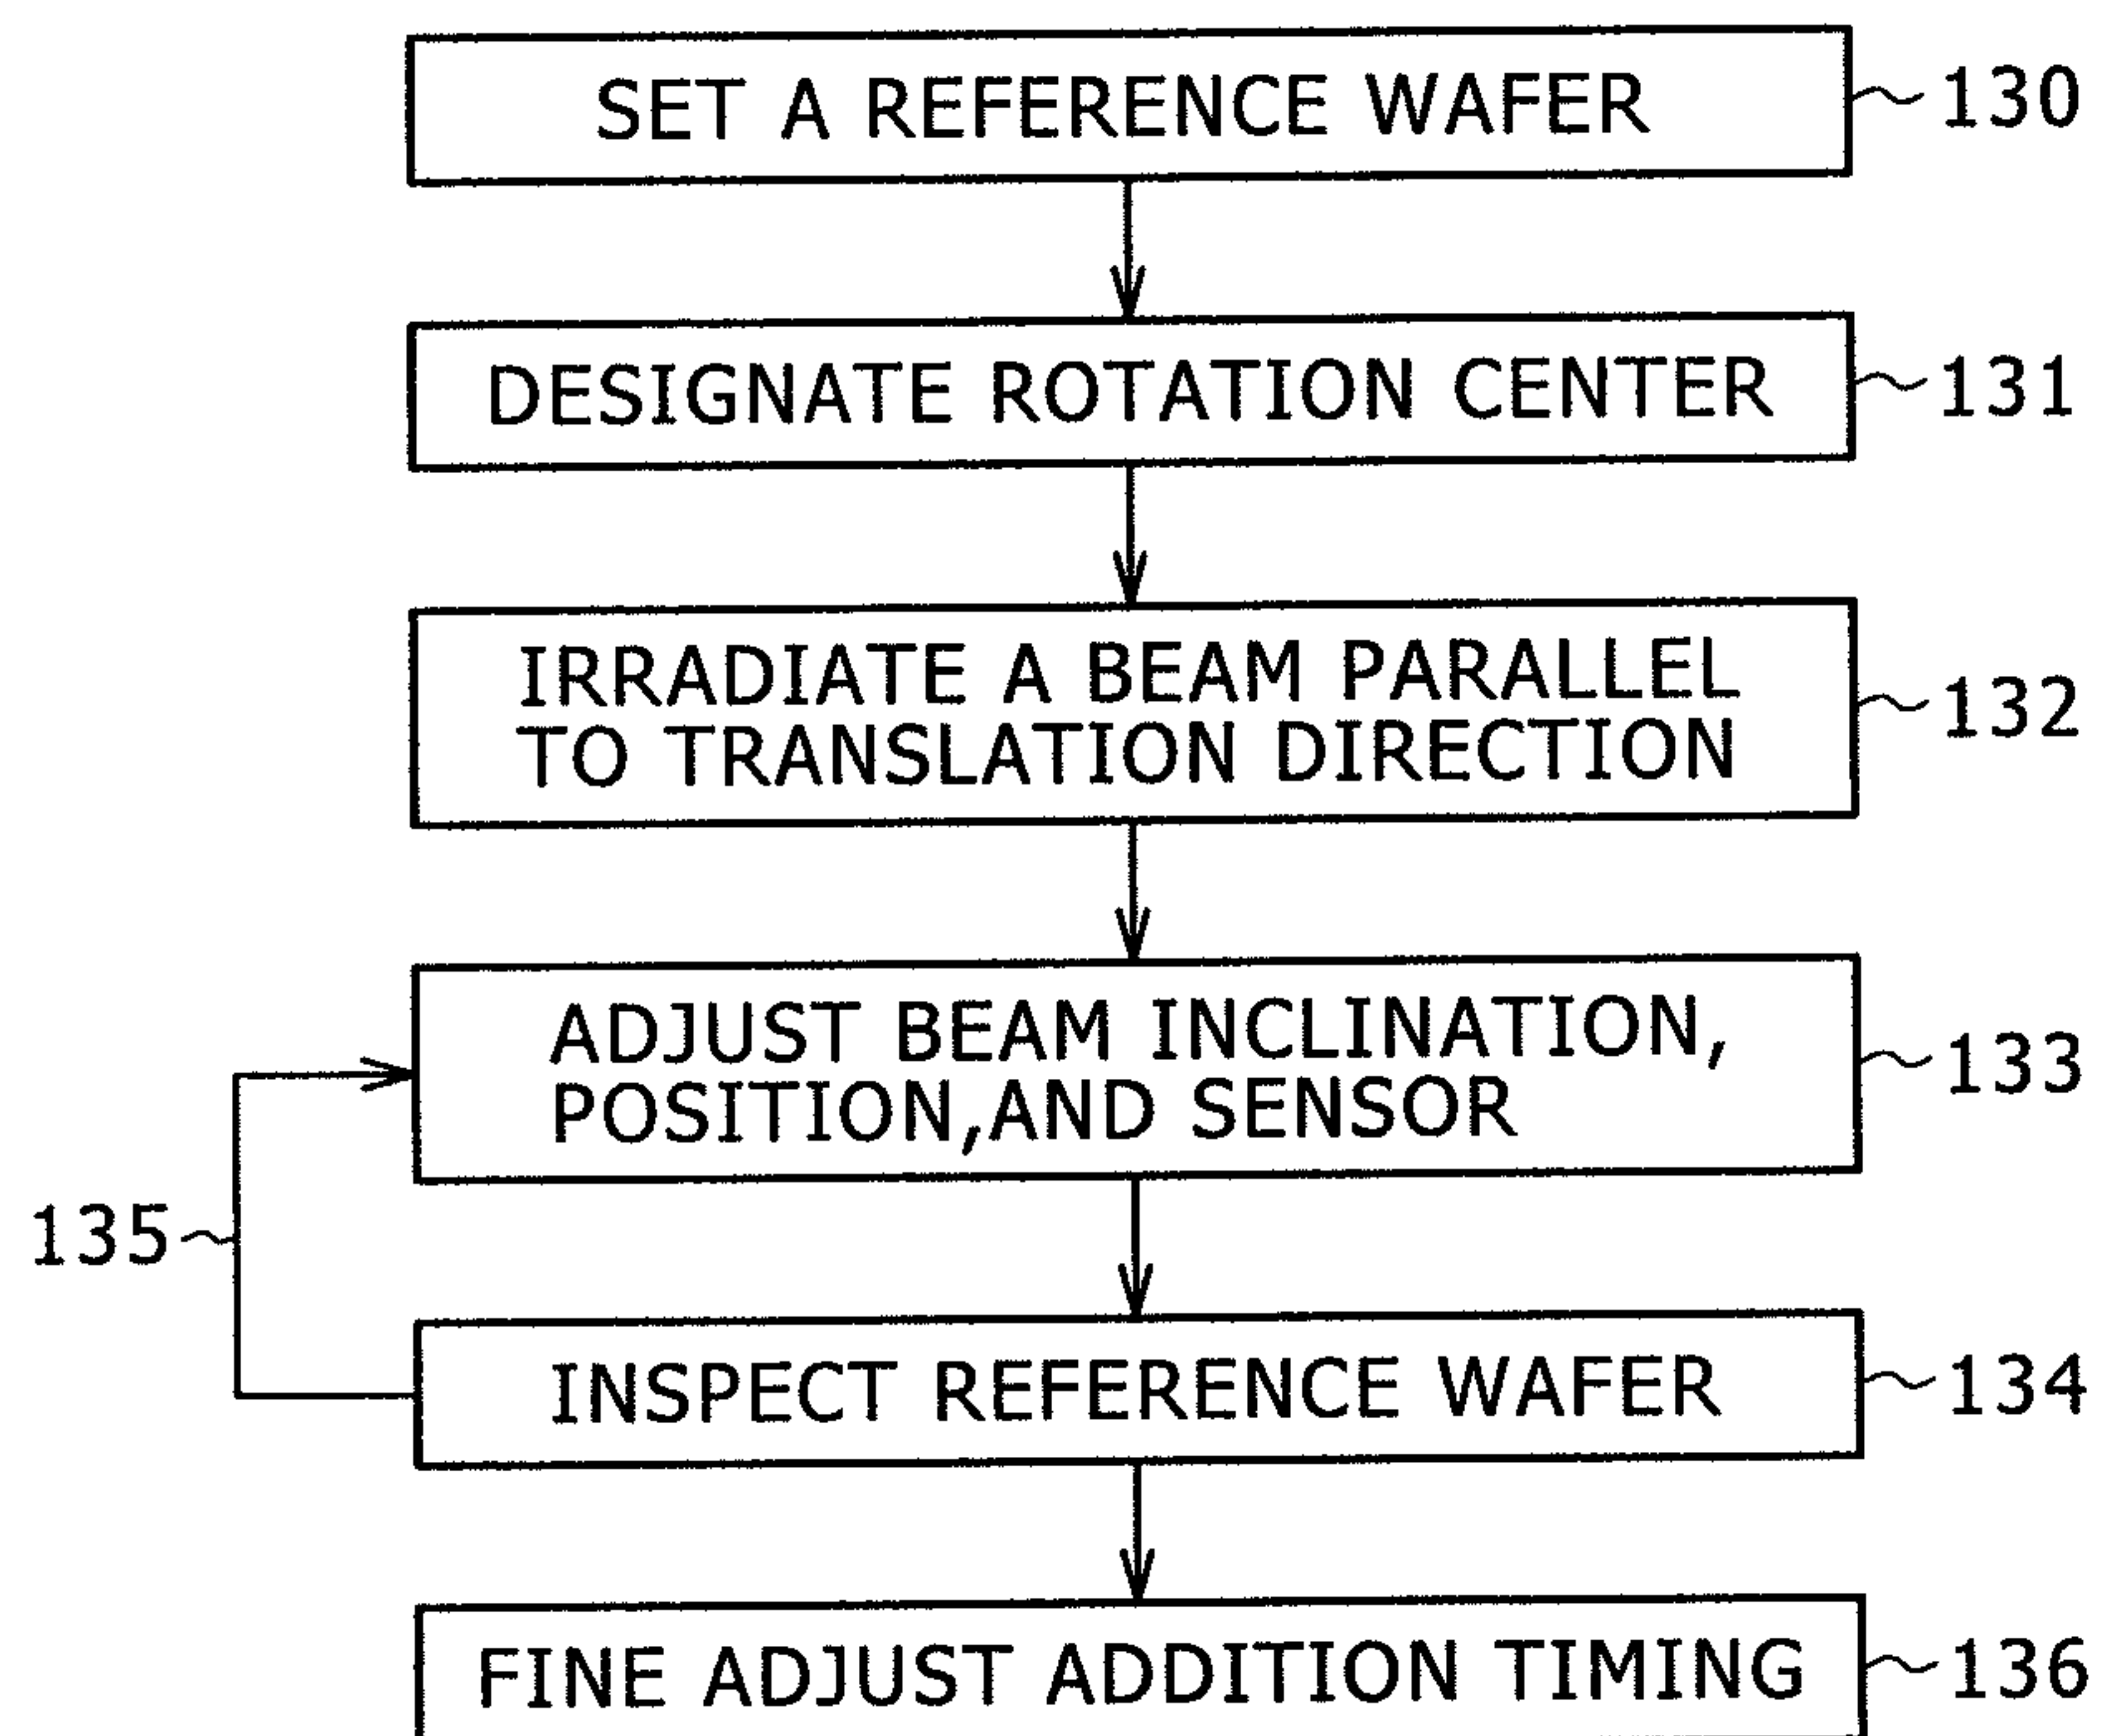 SET A REFERENCE WAFER
130
DESIGNATE ROTATION CENTER
131
IRRADIATE A BEAM PARALLEL
TO TRANSLATION DIRECTION
132
ADJUST BEAM INCLINATION,
POSITION,AND SENSOR
133
135
INSPECT REFERENCE WAFER
134
FINE ADJUST ADDITION TIMING
136